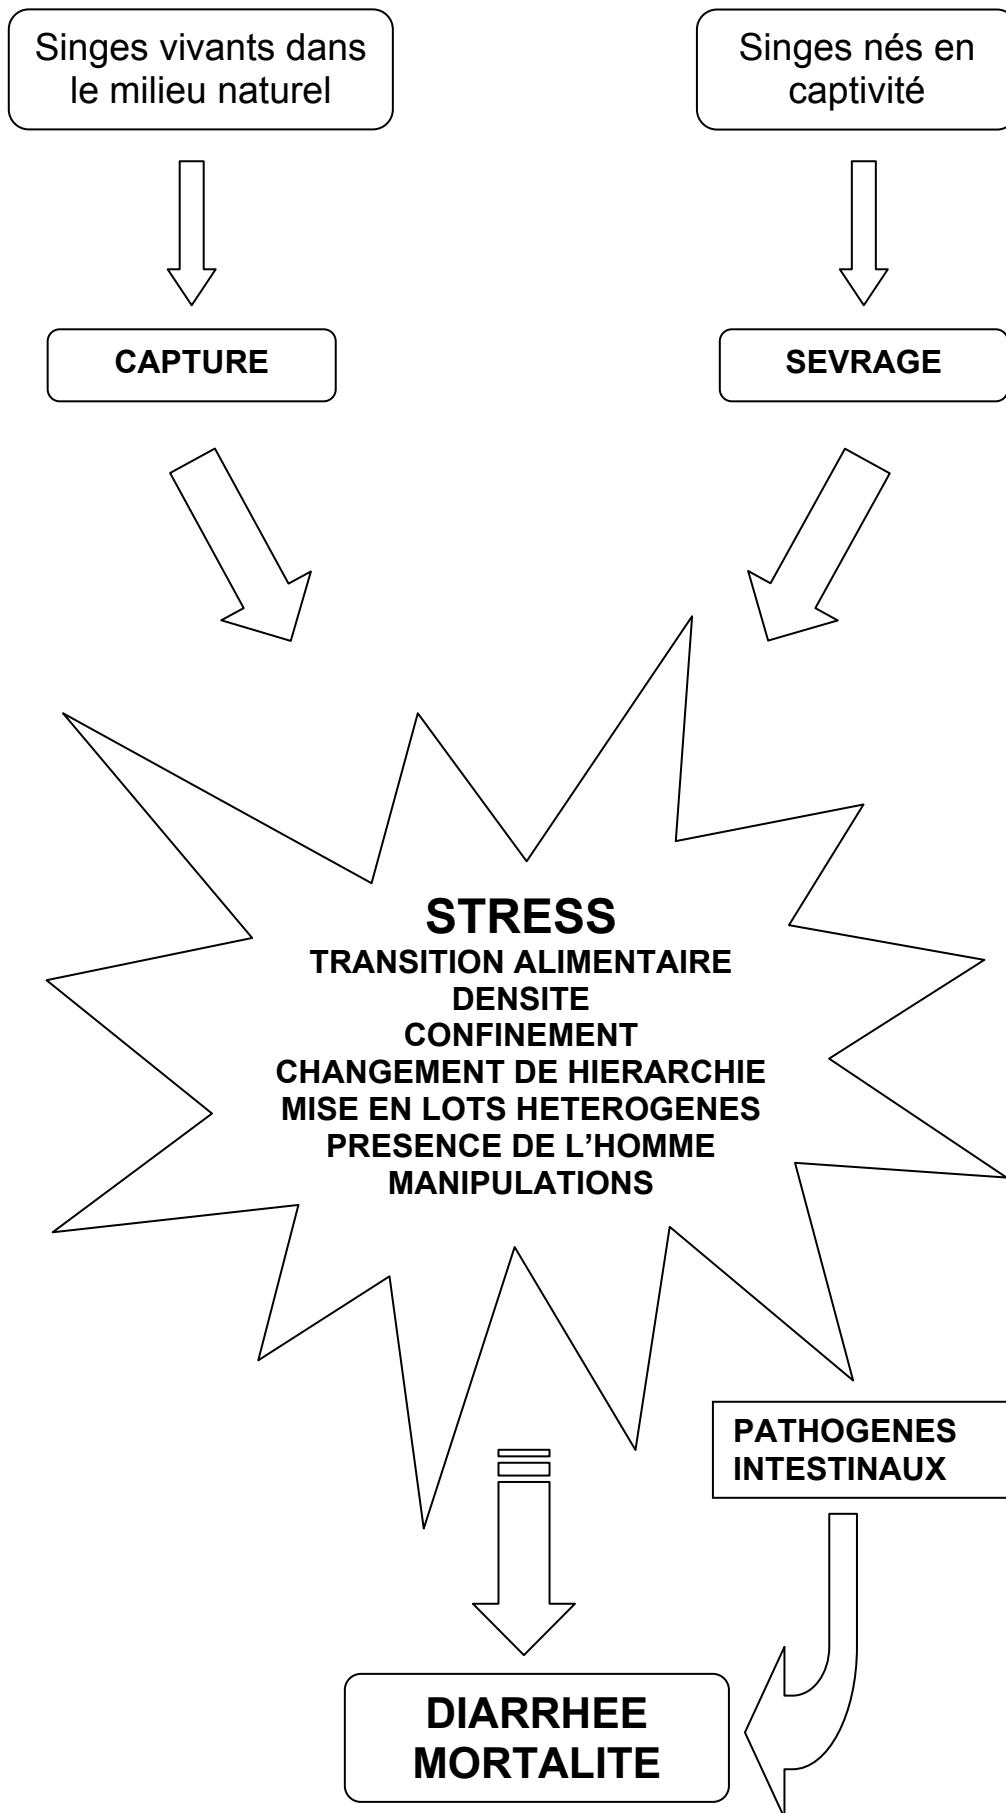 Singes vivants dans
le milieu naturel
Singes nés en
captivité
CAPTURE
SEVRAGE
STRESS
TRANSITION ALIMENTAIRE
DENSITE
CONFINEMENT
CHANGEMENT DE HIERARCHIE
MISE EN LOTS HETEROGENES
PRESENCE DE L’HOMME
MANIPULATIONS
PATHOGENES
INTESTINAUX
DIARRHEE
MORTALITE